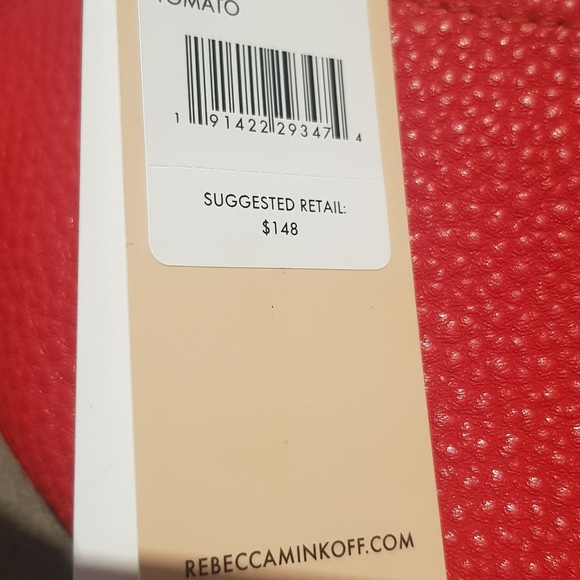 TOMATO
1 91422 29347 4
SUGGESTED RETAIL:
$148
REBECCAMINKOFF.COM